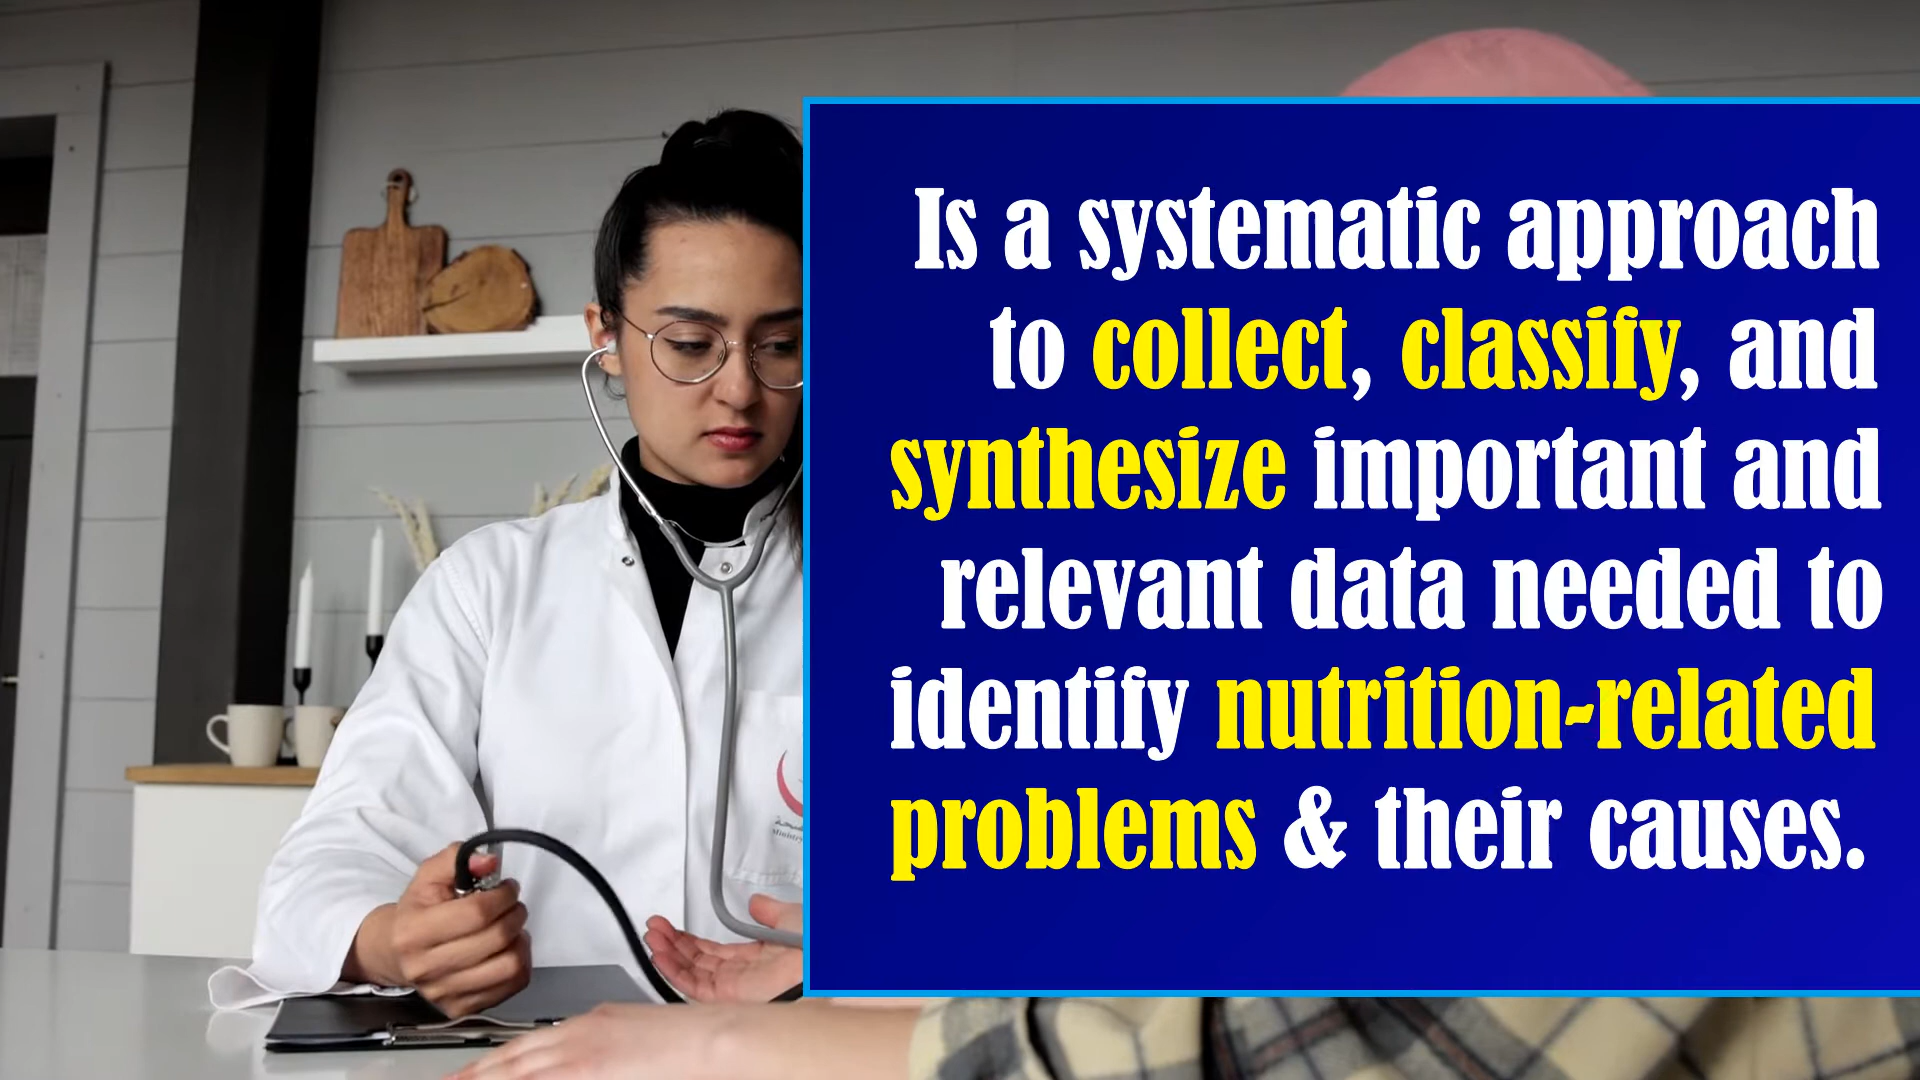 Is a systematic approach
to collect, classify, and
synthesize important and
relevant data needed to
identify nutrition-related
problems & their causes.